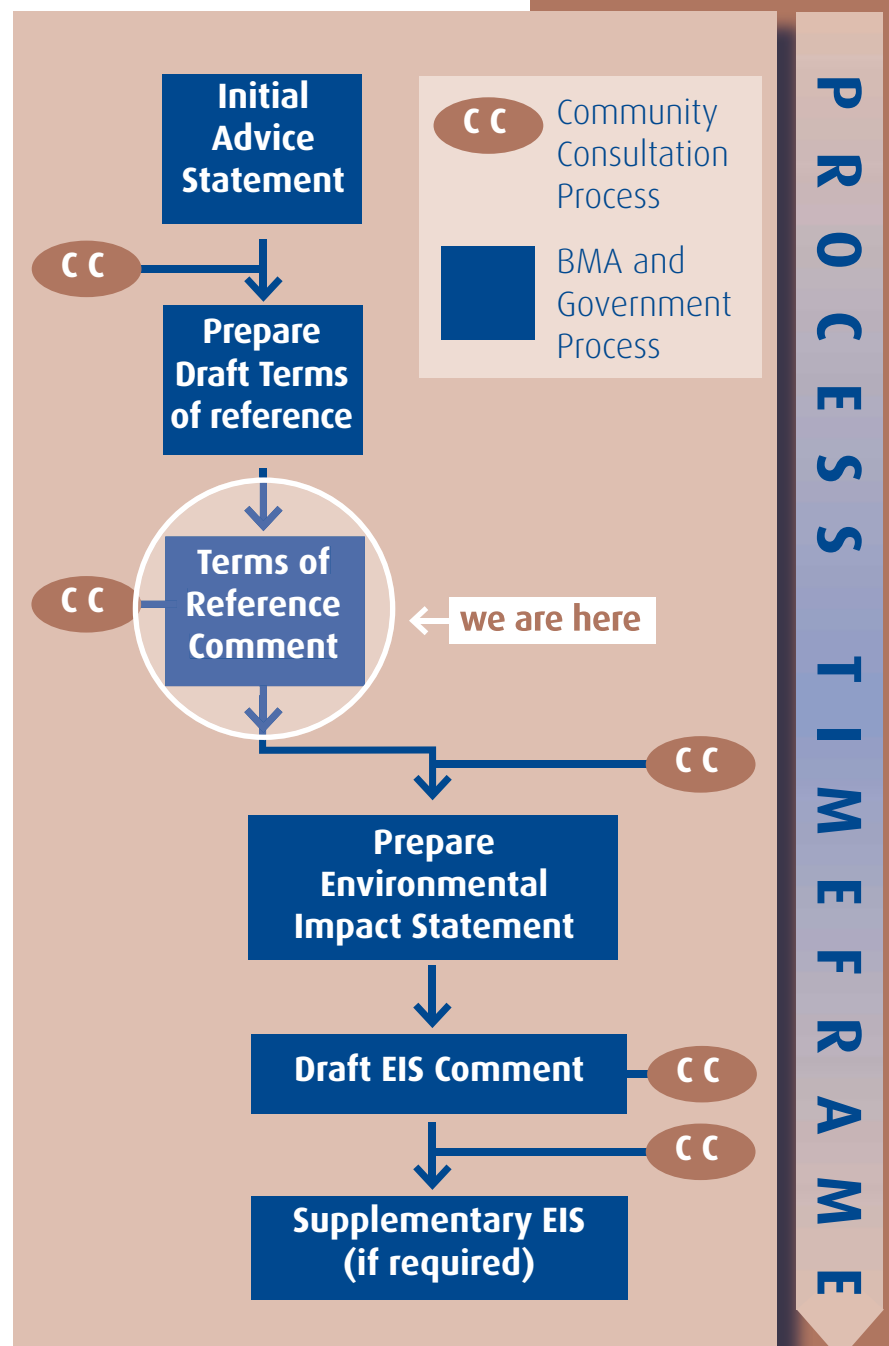 Initial
Advice
Statement
C C
Community
Consultation
Process
BMA and
Government
Process
C C
Prepare
Draft Terms
of reference
Terms of
Reference
Comment
C C
we are here
C C
Prepare
Environmental
Impact Statement
Draft EIS Comment
C C
C C
Supplementary EIS
(if required)
PROCESS TIMEFRAME